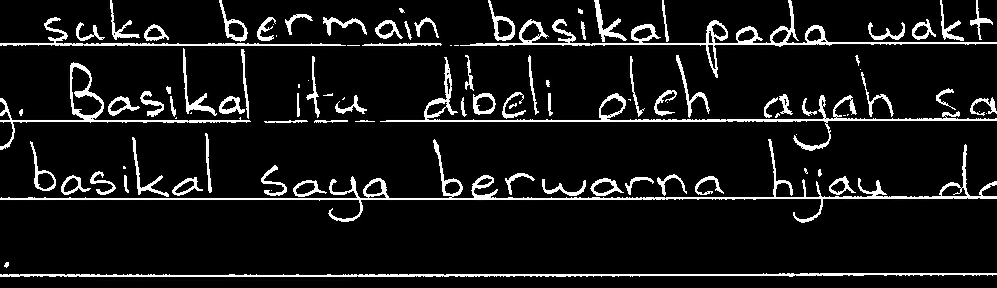 suka bermain basikal pada wakt
g. Basikal itu dibeli oleh ayah sa
basikal saya berwarna hijau da
.